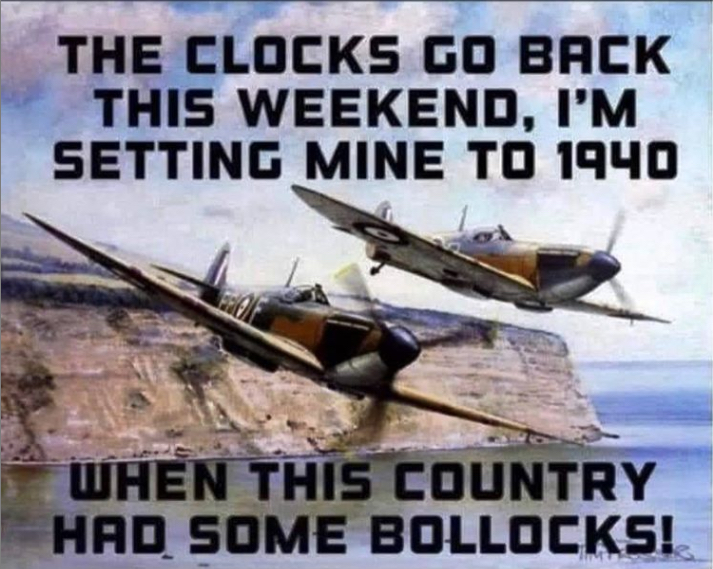 THE CLOCKS GO BACK
THIS WEEKEND, I'M
SETTING MINE TO 1940
WHEN THIS COUNTRY
HAD SOME BOLLOCKS!